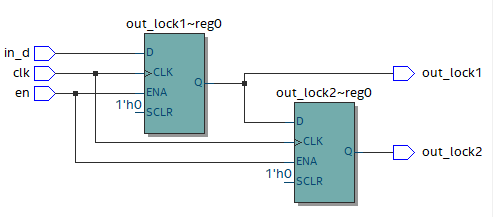 out_lock1~reg0
in_d
D
clk
CLK
Q
out_lock1
en
ENA
out_lock2~reg0
1'h0
SCLR
D
CLK
Q
out_lock2
ENA
1'h0
SCLR